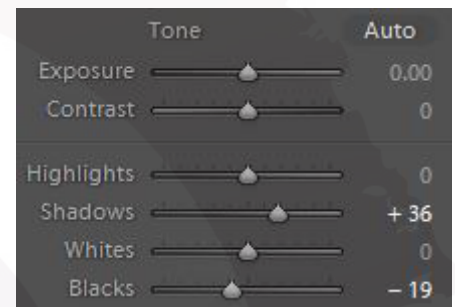 Tone Auto
Exposure 0.00
Contrast 0
Highlights 0
Shadows + 36
Whites 0
Blacks – 19